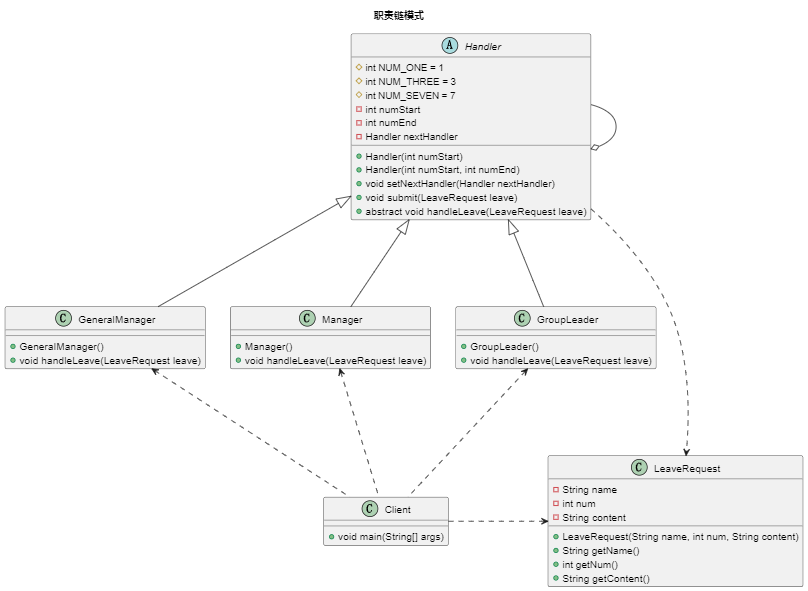 职责链模式
A Handler
int NUM_ONE = 1
int NUM_THREE = 3
int NUM_SEVEN = 7
int numStart
int numEnd
Handler nextHandler
Handler(int numStart)
Handler(int numStart, int numEnd)
void setNextHandler(Handler nextHandler)
void submit(LeaveRequest leave)
abstract void handleLeave(LeaveRequest leave)
C GeneralManager
GeneralManager()
void handleLeave(LeaveRequest leave)
C Manager
Manager()
void handleLeave(LeaveRequest leave)
C GroupLeader
GroupLeader()
void handleLeave(LeaveRequest leave)
C Client
void main(String[] args)
C LeaveRequest
String name
int num
String content
LeaveRequest(String name, int num, String content)
String getName()
int getNum()
String getContent()